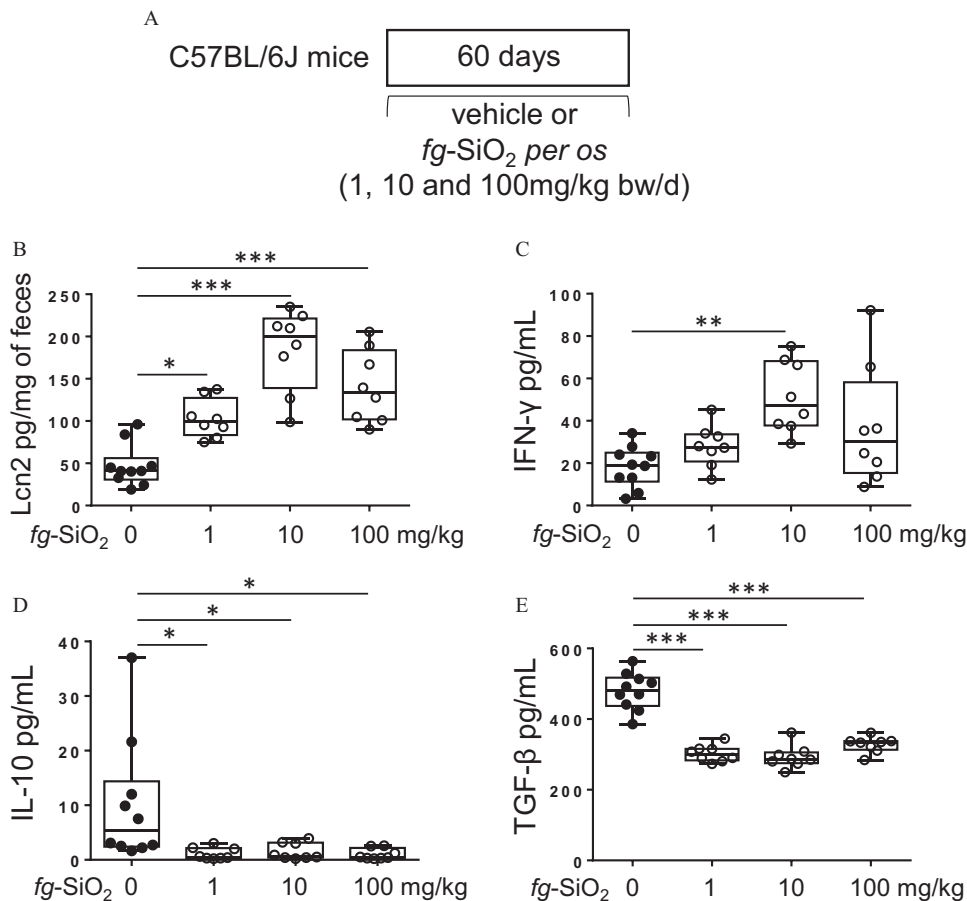 A
C57BL/6J mice
60 days
vehicle or
fg-SiO₂ per os
(1, 10 and 100mg/kg bw/d)
B
***
***
*
Lcn2 pg/mg of feces
250
200
150
100
50
0
fg-SiO₂ 0 1 10 100 mg/kg
C
**
IFN-γ pg/mL
100
80
60
40
20
0
fg-SiO₂ 0 1 10 100 mg/kg
D
*
*
*
IL-10 pg/mL
40
30
20
10
0
fg-SiO₂ 0 1 10 100 mg/kg
E
***
***
***
TGF-β pg/mL
600
400
200
0
fg-SiO₂ 0 1 10 100 mg/kg